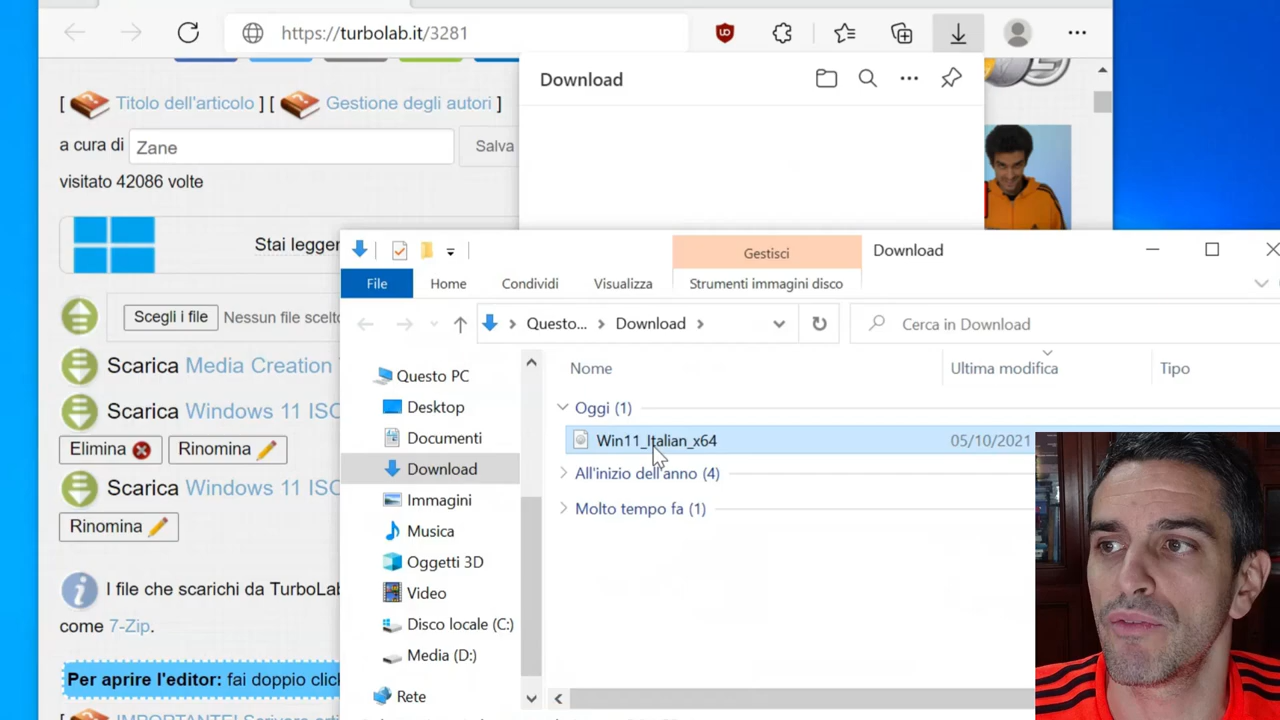 https://turbolab.it/3281
Download
[ Titolo dell'articolo ] [ Gestione degli autori ]
a cura di Zane Salva
visitato 42086 volte
Stai legger
Scegli i file Nessun file scelto
Scarica Media Creation
Scarica Windows 11 ISO
Elimina Rinomina
Scarica Windows 11 ISO
Rinomina
I file che scarichi da TurboLab
come 7-Zip.
Per aprire l'editor: fai doppio click
Gestisci Download
File Home Condividi Visualizza Strumenti immagini disco
Questo... Download Cerca in Download
Questo PC
Desktop
Documenti
Download
Immagini
Musica
Oggetti 3D
Video
Disco locale (C:)
Media (D:)
Rete
Nome Ultima modifica Tipo
Oggi (1)
Win11_Italian_x64 05/10/2021
All'inizio dell'anno (4)
Molto tempo fa (1)